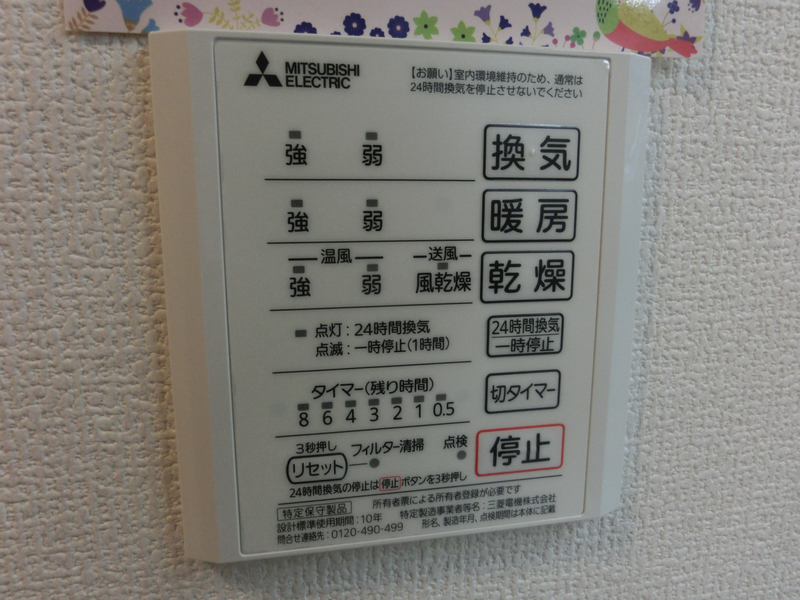 MITSUBISHI
ELECTRIC
【お願い】室内環境維持のため、通常は
24時間換気を停止させないでください
強 弱 換気
強 弱 暖房
温風 送風
強 弱 風乾燥 乾燥
点灯:24時間換気
点滅:一時停止(1時間)
24時間換気
一時停止
タイマー(残り時間)
8 6 4 3 2 1 0.5
切タイマー
3秒押し
リセット フィルター清掃 点検
停止
24時間換気の停止は停止ボタンを3秒押し
特定保守製品 所有者票による所有者登録が必要です
設計標準使用期間:10年 特定製造事業者等名:三菱電機株式会社
問合せ連絡先:0120-490-499 形名、製造年月、点検期間は本体に記載